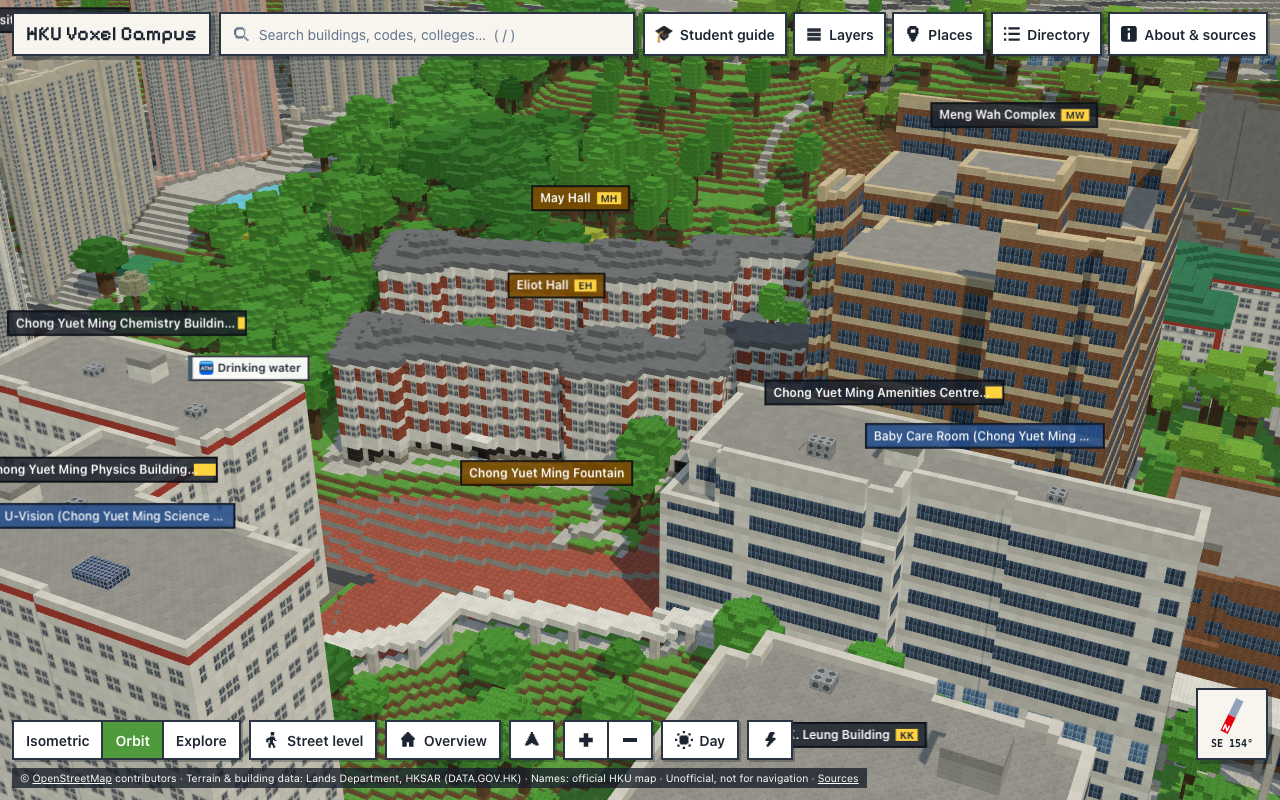 HKU Voxel Campus
Search buildings, codes, colleges... ( / )
Student guide
Layers
Places
Directory
About & sources
Meng Wah Complex MW
May Hall MH
Eliot Hall EH
Chong Yuet Ming Chemistry Buildin...
ATM Drinking water
Chong Yuet Ming Amenities Centre...
Baby Care Room (Chong Yuet Ming ...
Chong Yuet Ming Fountain
hong Yuet Ming Physics Building...
U-Vision (Chong Yuet Ming Science ...
. Leung Building KK
Isometric
Orbit
Explore
Street level
Overview
Day
N
SE 154°
© OpenStreetMap contributors · Terrain & building data: Lands Department, HKSAR (DATA.GOV.HK) · Names: official HKU map · Unofficial, not for navigation · Sources